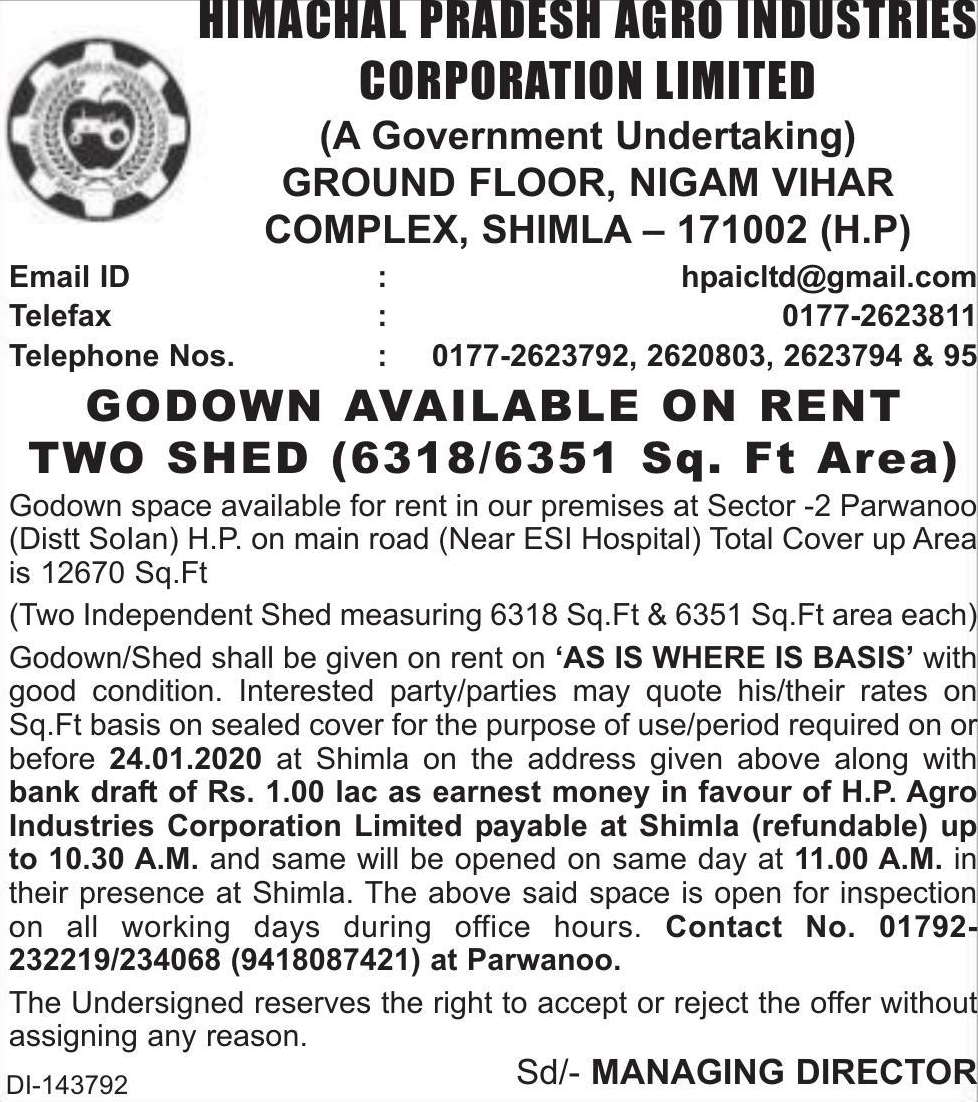 HIMACHAL PRADESH AGRO INDUSTRIES
CORPORATION LIMITED
(A Government Undertaking)
GROUND FLOOR, NIGAM VIHAR
COMPLEX, SHIMLA – 171002 (H.P)
Email ID : hpaicltd@gmail.com
Telefax : 0177-2623811
Telephone Nos. : 0177-2623792, 2620803, 2623794 & 95
GODOWN AVAILABLE ON RENT
TWO SHED (6318/6351 Sq. Ft Area)
Godown space available for rent in our premises at Sector -2 Parwanoo
(Distt Solan) H.P. on main road (Near ESI Hospital) Total Cover up Area
is 12670 Sq.Ft
(Two Independent Shed measuring 6318 Sq.Ft & 6351 Sq.Ft area each)
Godown/Shed shall be given on rent on ‘AS IS WHERE IS BASIS’ with
good condition. Interested party/parties may quote his/their rates on
Sq.Ft basis on sealed cover for the purpose of use/period required on or
before 24.01.2020 at Shimla on the address given above along with
bank draft of Rs. 1.00 lac as earnest money in favour of H.P. Agro
Industries Corporation Limited payable at Shimla (refundable) up
to 10.30 A.M. and same will be opened on same day at 11.00 A.M. in
their presence at Shimla. The above said space is open for inspection
on all working days during office hours. Contact No. 01792-
232219/234068 (9418087421) at Parwanoo.
The Undersigned reserves the right to accept or reject the offer without
assigning any reason.
Sd/- MANAGING DIRECTOR
DI-143792